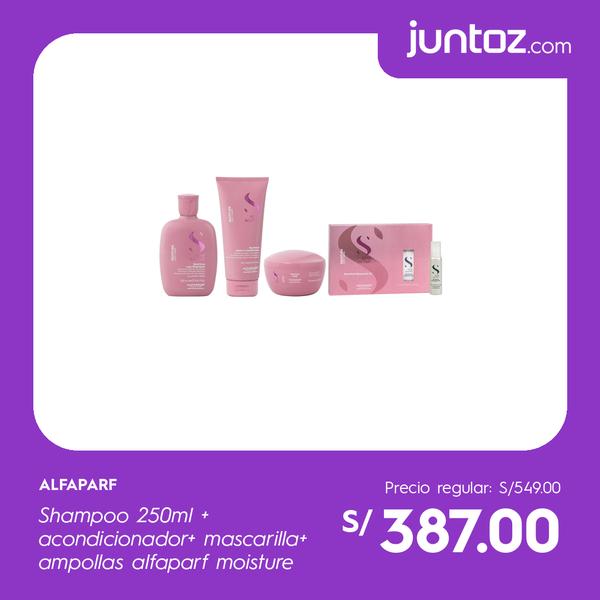 juntoz.com
S
S
ALFAPARF
Precio regular: S/549.00
Shampoo 250ml +
acondicionador+ mascarilla+
ampollas alfaparf moisture
S/387.00